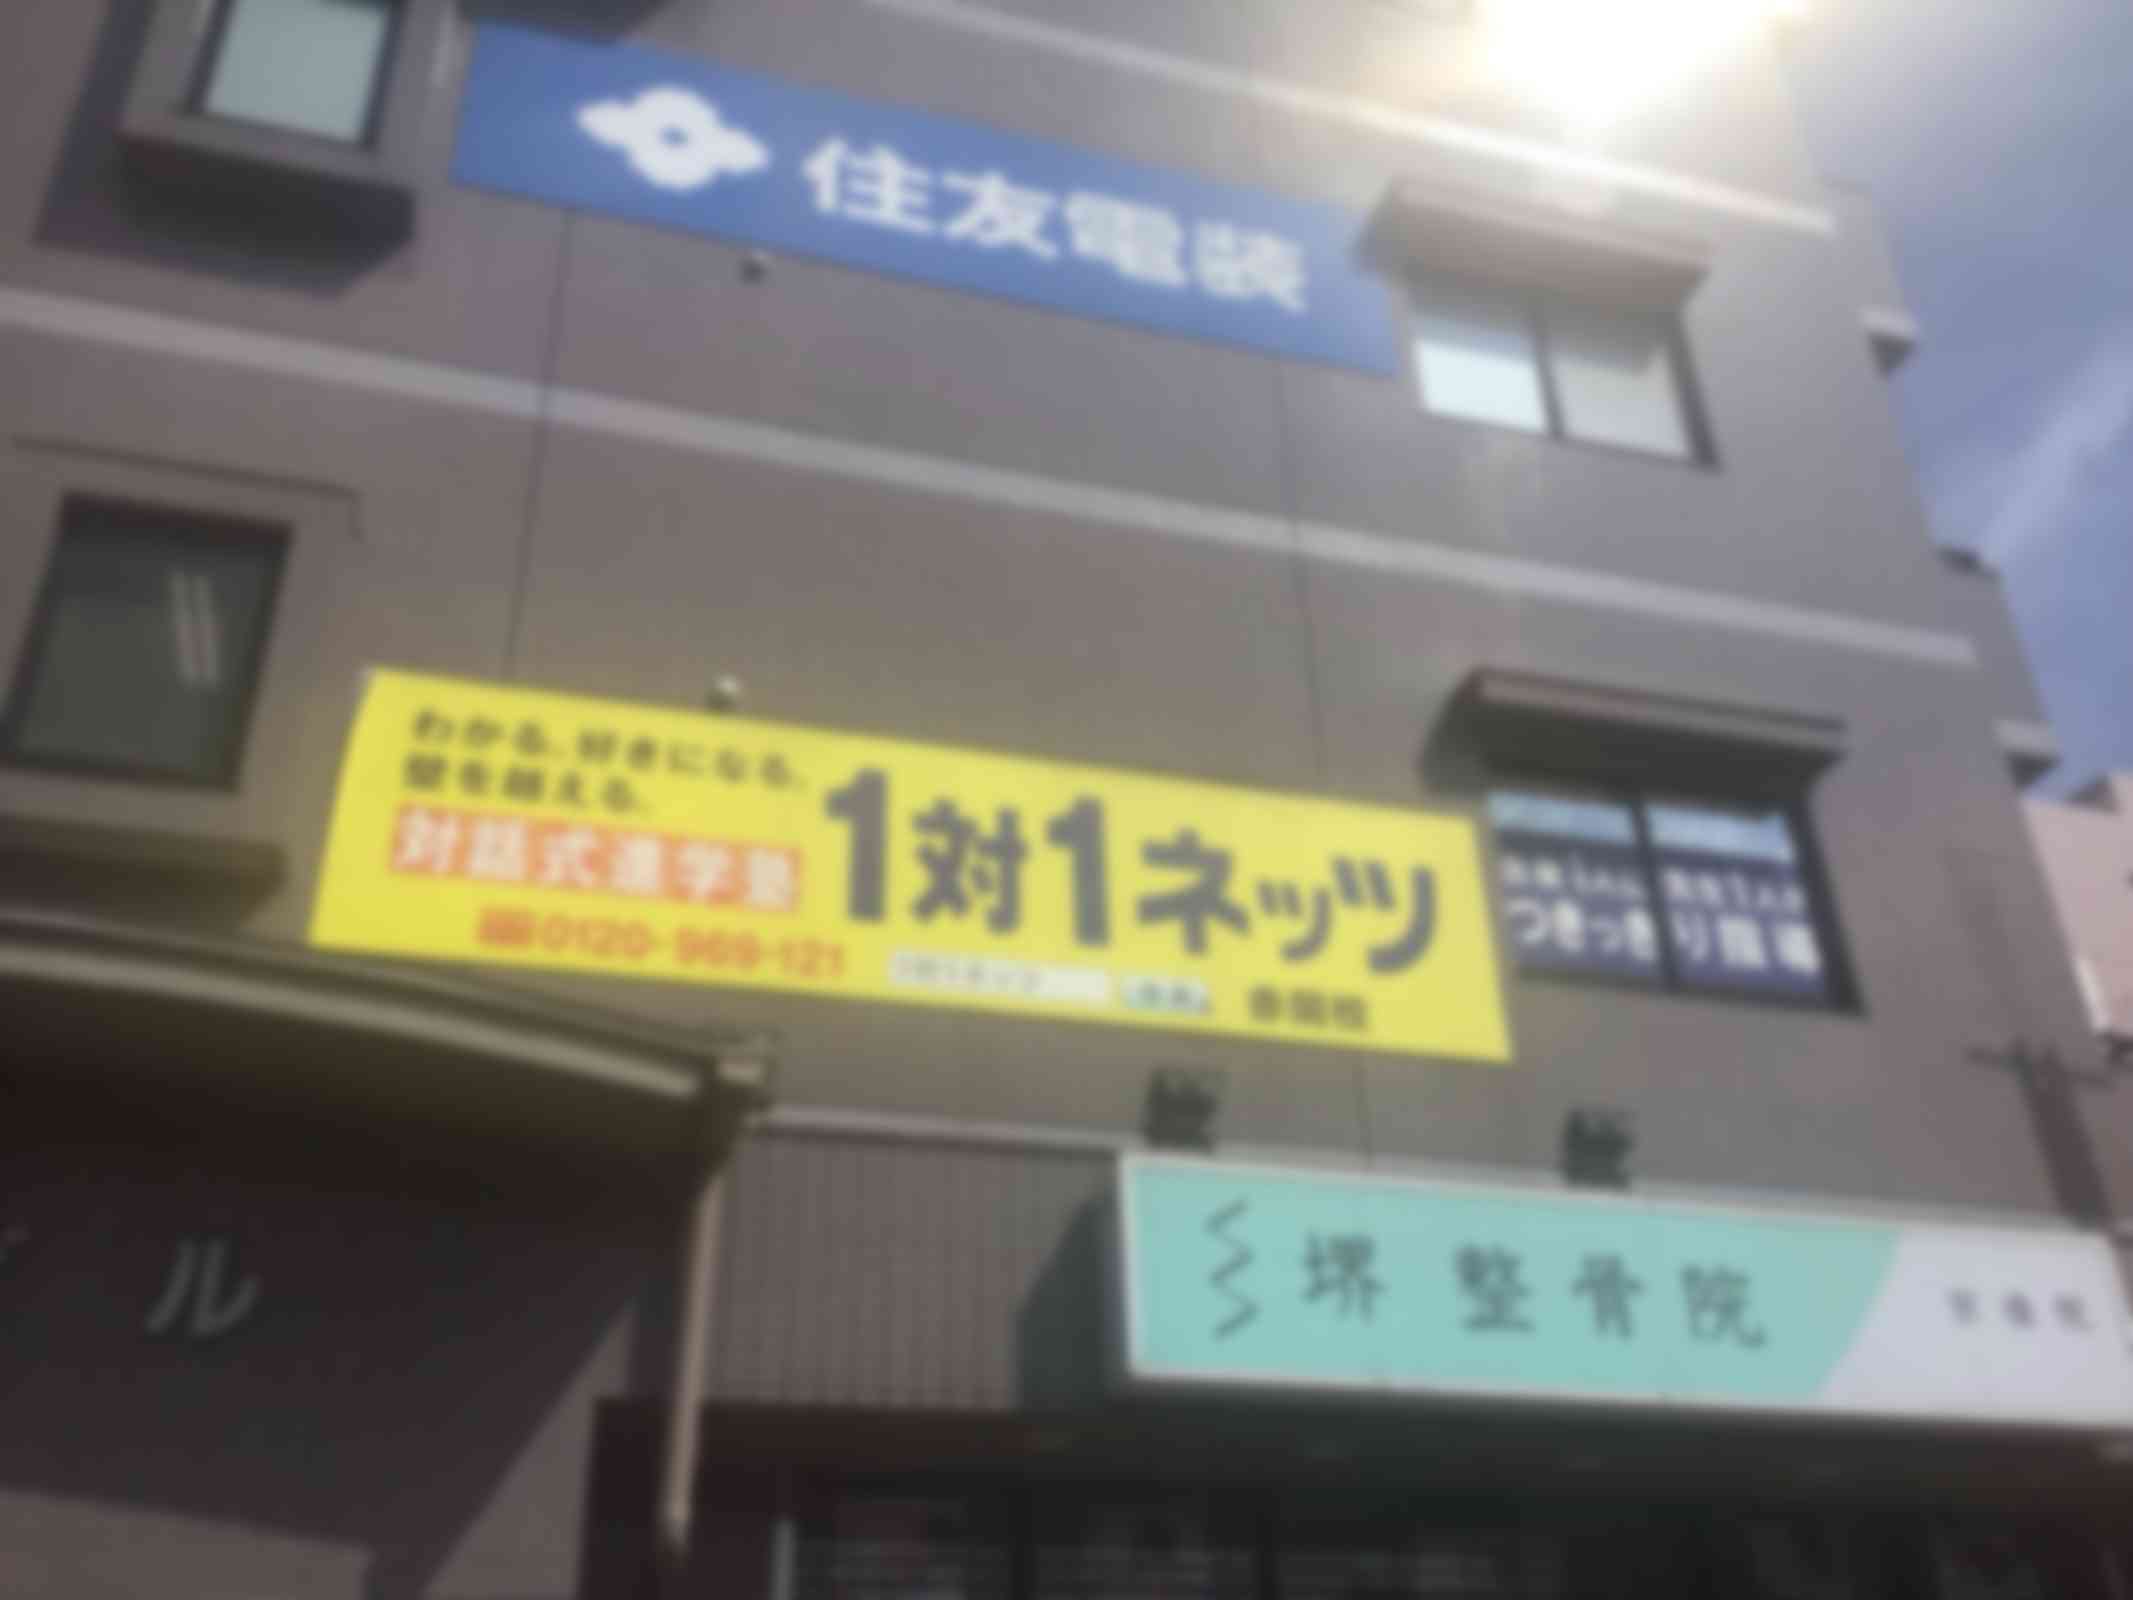 住友電装
わかる、好きになる、
壁を越える。
対話式進学塾
1対1ネッツ
0120-969-121
つきっきり指導
堺 整骨院
ル